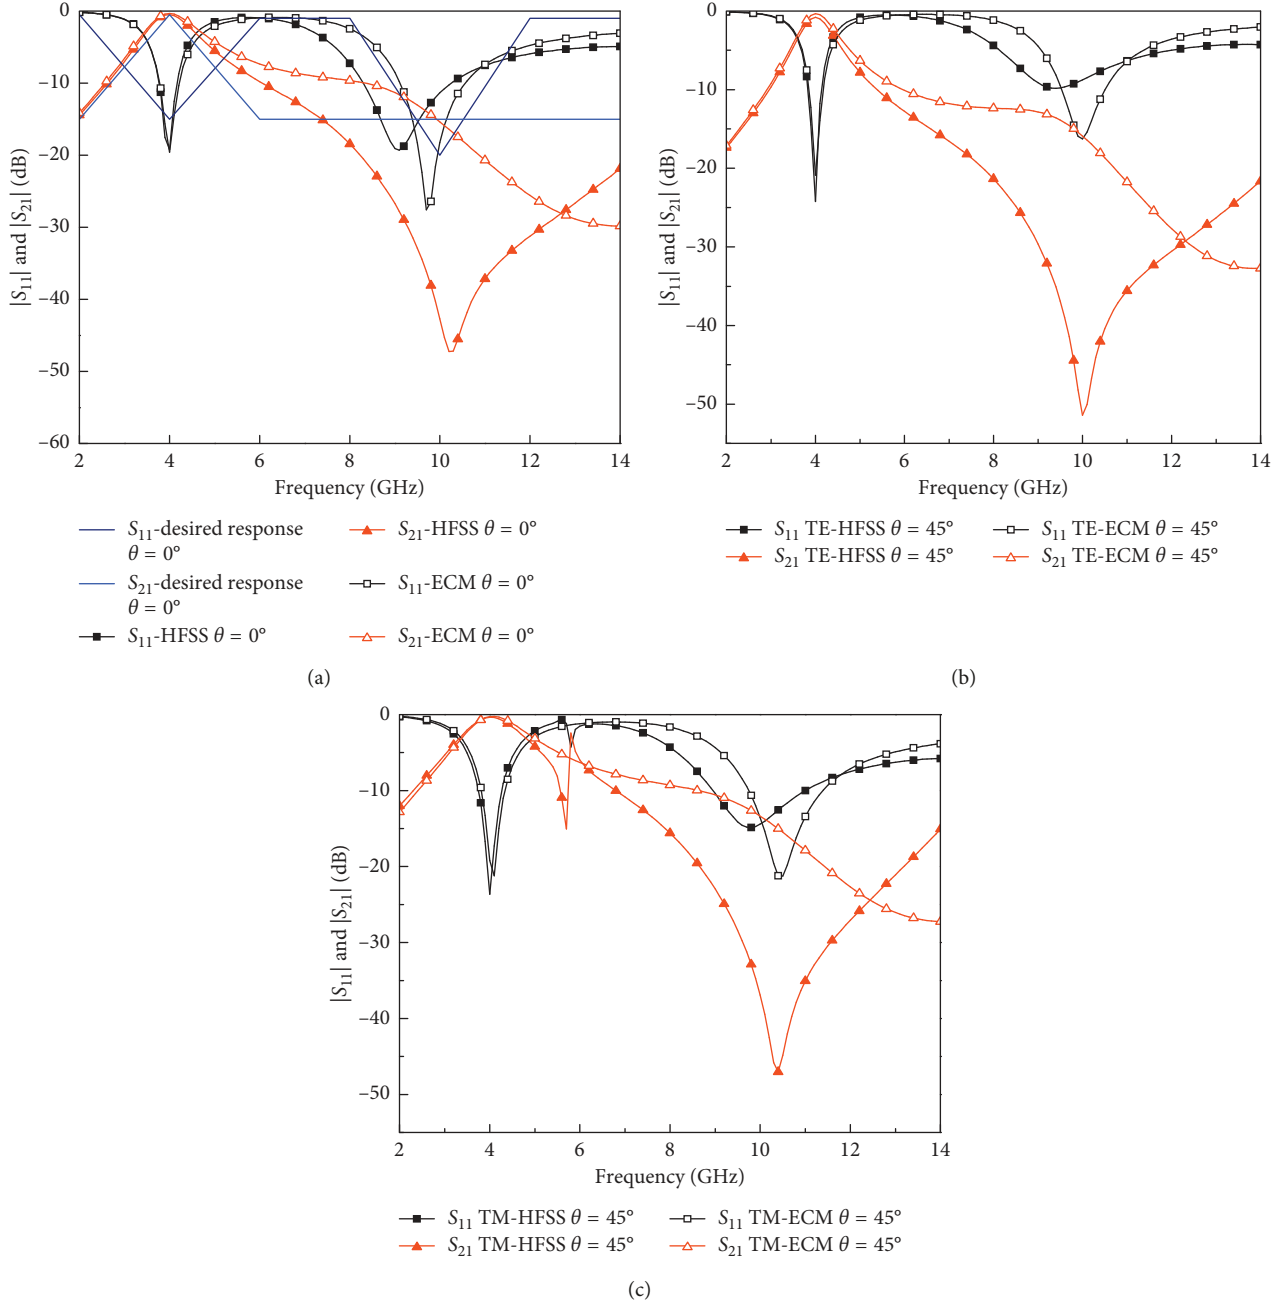 0
−10
−20
−30
−40
−50
−60
|S11| and |S21| (dB)
2 4 6 8 10 12 14
Frequency (GHz)
S11-desired response
θ = 0°
S21-desired response
θ = 0°
S11-HFSS θ = 0°
S21-HFSS θ = 0°
S11-ECM θ = 0°
S21-ECM θ = 0°
(a)
0
−10
−20
−30
−40
−50
|S11| and |S21| (dB)
2 4 6 8 10 12 14
Frequency (GHz)
S11 TE-HFSS θ = 45°
S21 TE-HFSS θ = 45°
S11 TE-ECM θ = 45°
S21 TE-ECM θ = 45°
(b)
0
−10
−20
−30
−40
−50
|S11| and |S21| (dB)
2 4 6 8 10 12 14
Frequency (GHz)
S11 TM-HFSS θ = 45°
S21 TM-HFSS θ = 45°
S11 TM-ECM θ = 45°
S21 TM-ECM θ = 45°
(c)